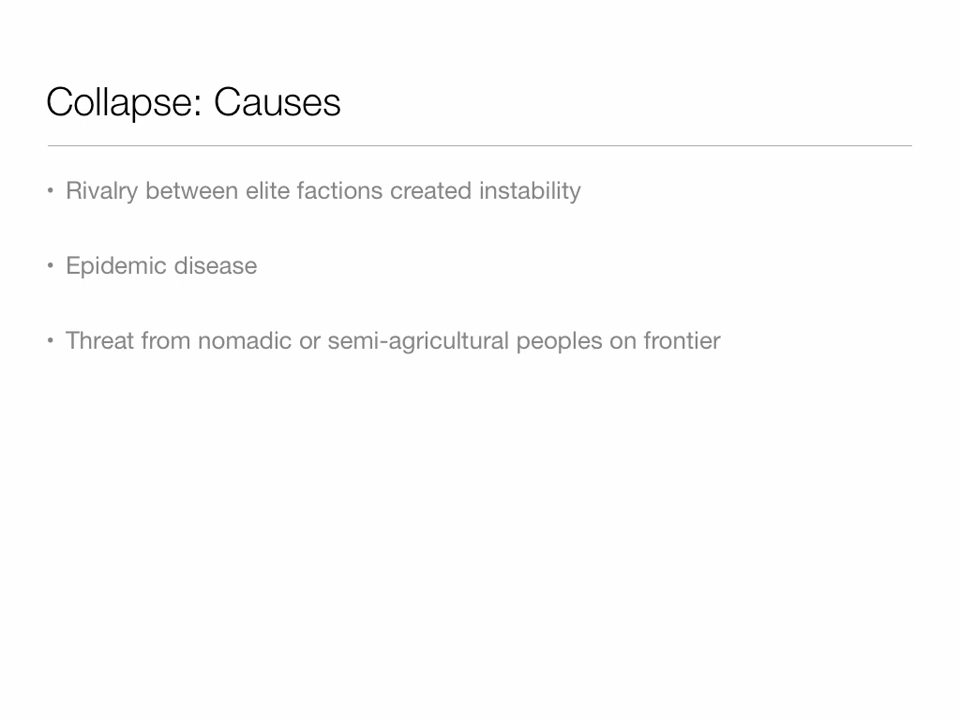 Collapse: Causes
• Rivalry between elite factions created instability
• Epidemic disease
• Threat from nomadic or semi-agricultural peoples on frontier